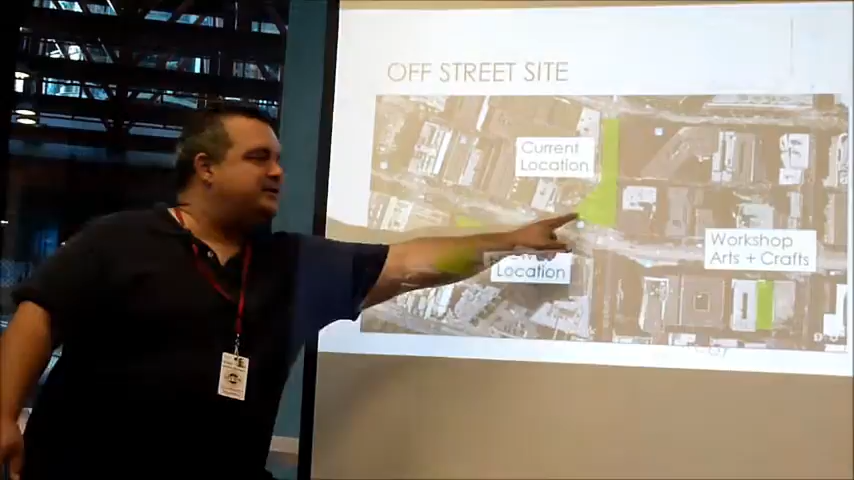 OFF STREET SITE
Current
Location
Workshop
Arts + Crafts
Location